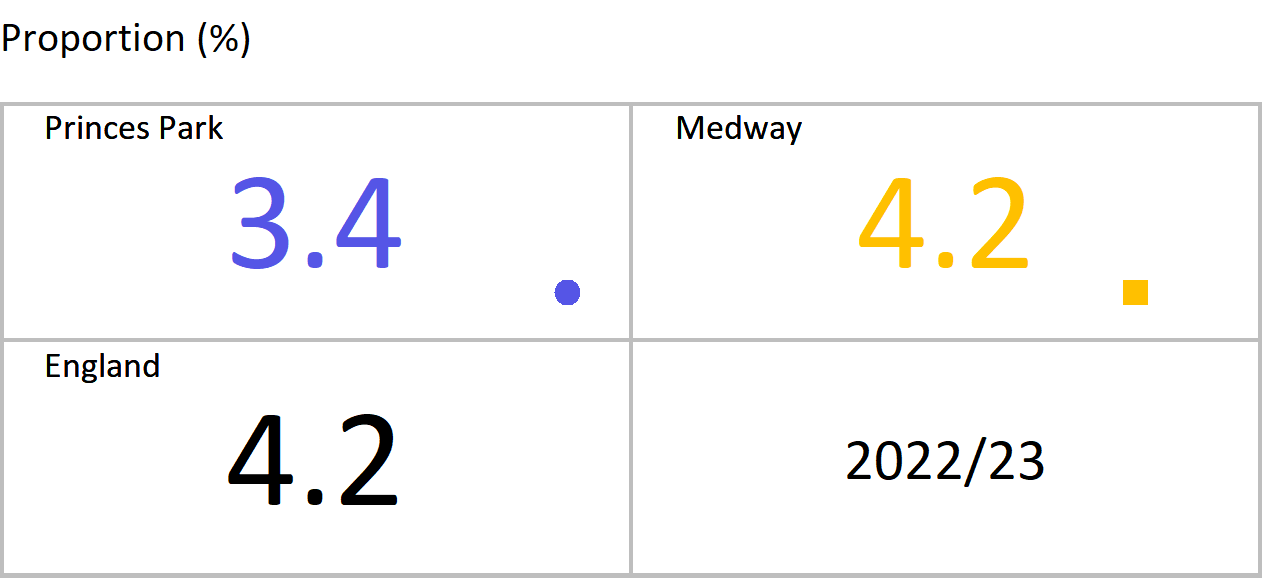 Proportion (%)
Princes Park
3.4
Medway
4.2
England
4.2
2022/23